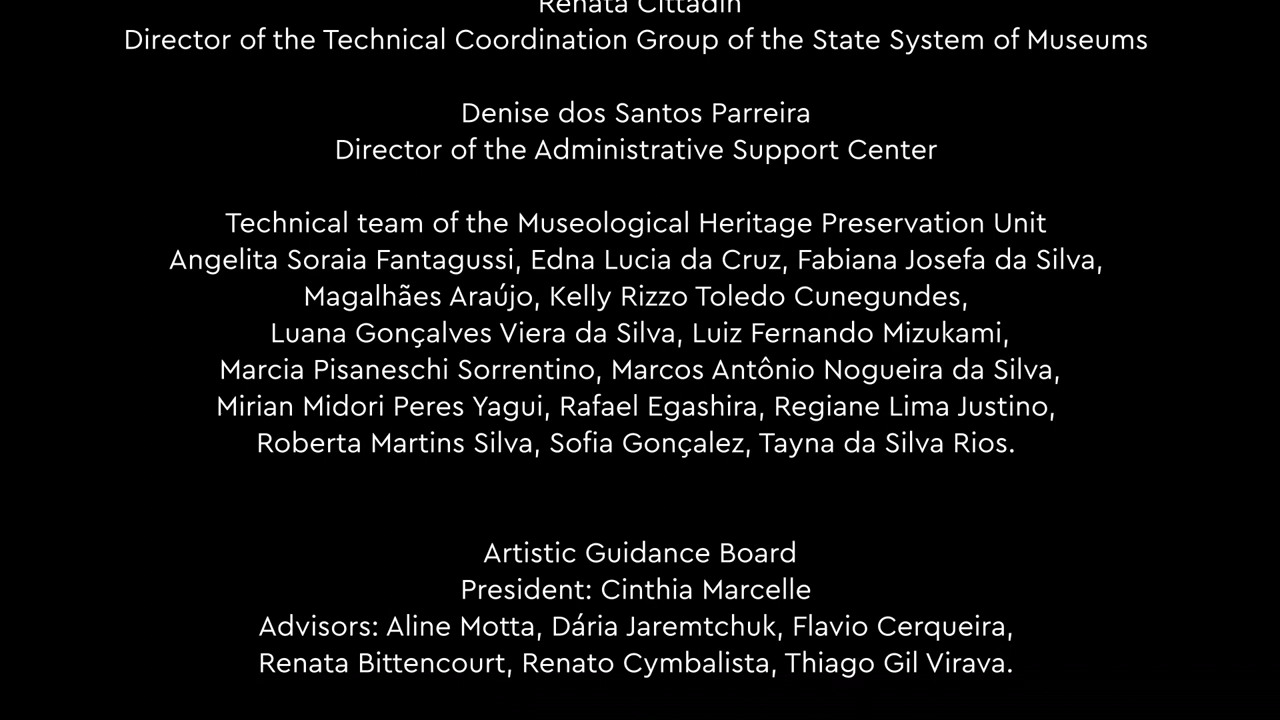 Renata Cittadin
Director of the Technical Coordination Group of the State System of Museums
Denise dos Santos Parreira
Director of the Administrative Support Center
Technical team of the Museological Heritage Preservation Unit
Angelita Soraia Fantagussi, Edna Lucia da Cruz, Fabiana Josefa da Silva,
Magalhães Araújo, Kelly Rizzo Toledo Cunegundes,
Luana Gonçalves Viera da Silva, Luiz Fernando Mizukami,
Marcia Pisaneschi Sorrentino, Marcos Antônio Nogueira da Silva,
Mirian Midori Peres Yagui, Rafael Egashira, Regiane Lima Justino,
Roberta Martins Silva, Sofia Gonçalez, Tayna da Silva Rios.
Artistic Guidance Board
President: Cinthia Marcelle
Advisors: Aline Motta, Dária Jaremtchuk, Flavio Cerqueira,
Renata Bittencourt, Renato Cymbalista, Thiago Gil Virava.